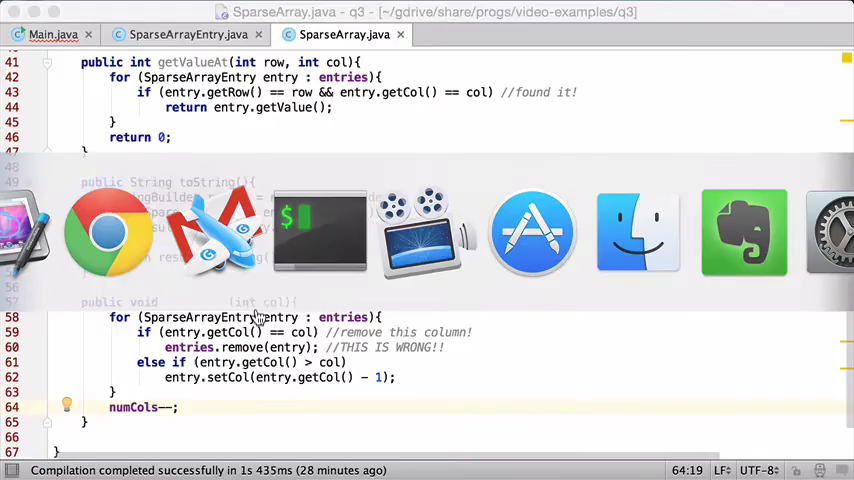 SparseArray.java - q3 - [~/gdrive/share/progs/video-examples/q3]
Main.java SparseArrayEntry.java SparseArray.java
41 public int getValueAt(int row, int col){
42 for (SparseArrayEntry entry : entries){
43 if (entry.getRow() == row && entry.getCol() == col) //found it!
44 return entry.getValue();
45 }
46 return 0;
47 }
48
49 public String toString(){
$
57 public void (int col){
58 for (SparseArrayEntry entry : entries){
59 if (entry.getCol() == col) //remove this column!
60 entries.remove(entry); //THIS IS WRONG!!
61 else if (entry.getCol() > col)
62 entry.setCol(entry.getCol() - 1);
63 }
64 numCols--;
65 }
66
67 }
Compilation completed successfully in 1s 435ms (28 minutes ago) 64:19 LF UTF-8